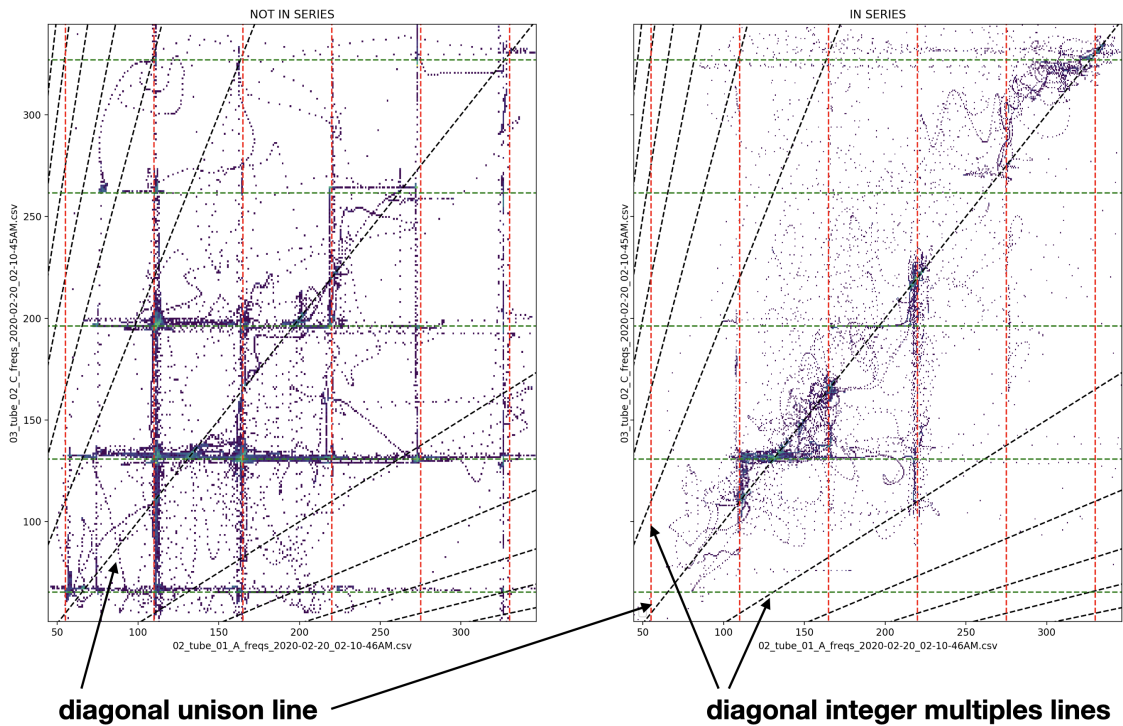 NOT IN SERIES
IN SERIES
300
250
200
150
100
03_tube_02_C_freqs_2020-02-20_02-10-45AM.csv
50
100
150
200
250
300
02_tube_01_A_freqs_2020-02-20_02-10-46AM.csv
03_tube_02_C_freqs_2020-02-20_02-10-45AM.csv
50
100
150
200
250
300
02_tube_01_A_freqs_2020-02-20_02-10-46AM.csv
diagonal unison line
diagonal integer multiples lines